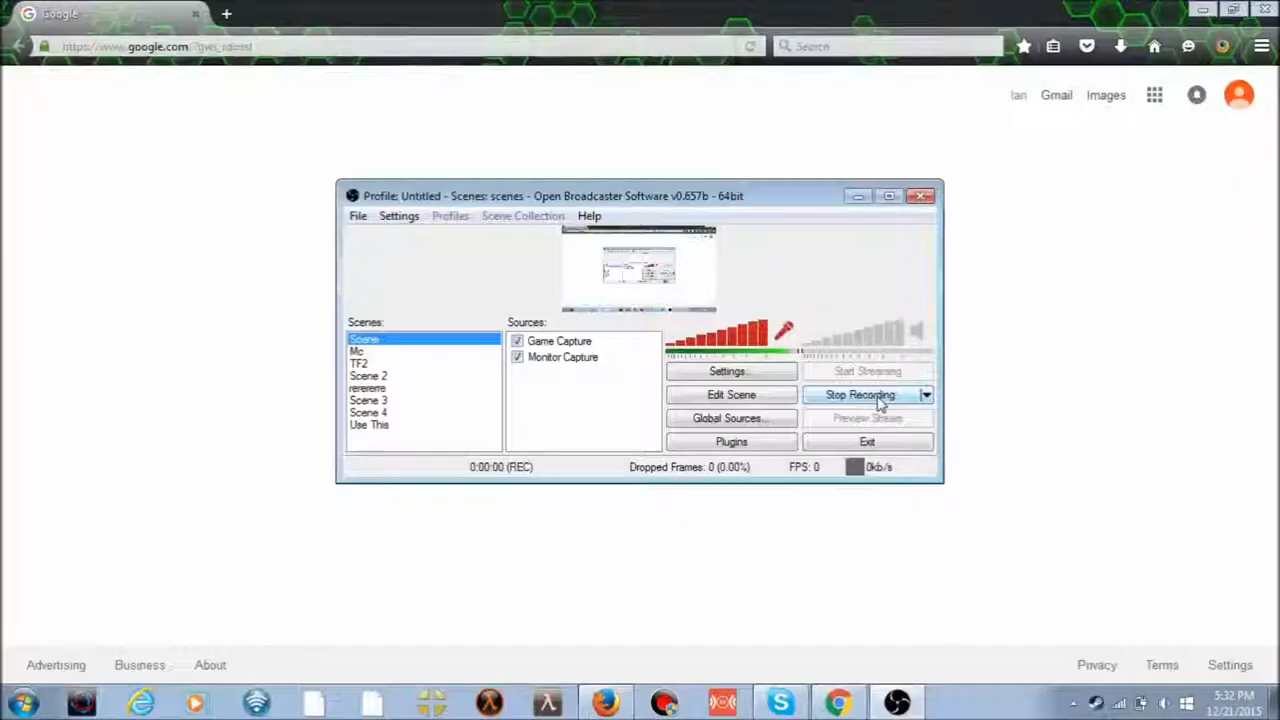 Google
https://www.google.com/?gws_rd=ssl
Search
Ian Gmail Images
Profile: Untitled - Scenes: scenes - Open Broadcaster Software v0.657b - 64bit
File Settings Profiles Scene Collection Help
Scenes:
Scene
Mc
TF2
Scene 2
rerereme
Scene 3
Scene 4
Use This
Sources:
Game Capture
Monitor Capture
Settings...
Start Streaming
Edit Scene
Stop Recording
Global Sources...
Preview Stream
Plugins
Exit
0:00:00 (REC)
Dropped Frames: 0 (0.00%)
FPS: 0
0kb/s
Advertising Business About
Privacy Terms Settings
5:32 PM
12/21/2015